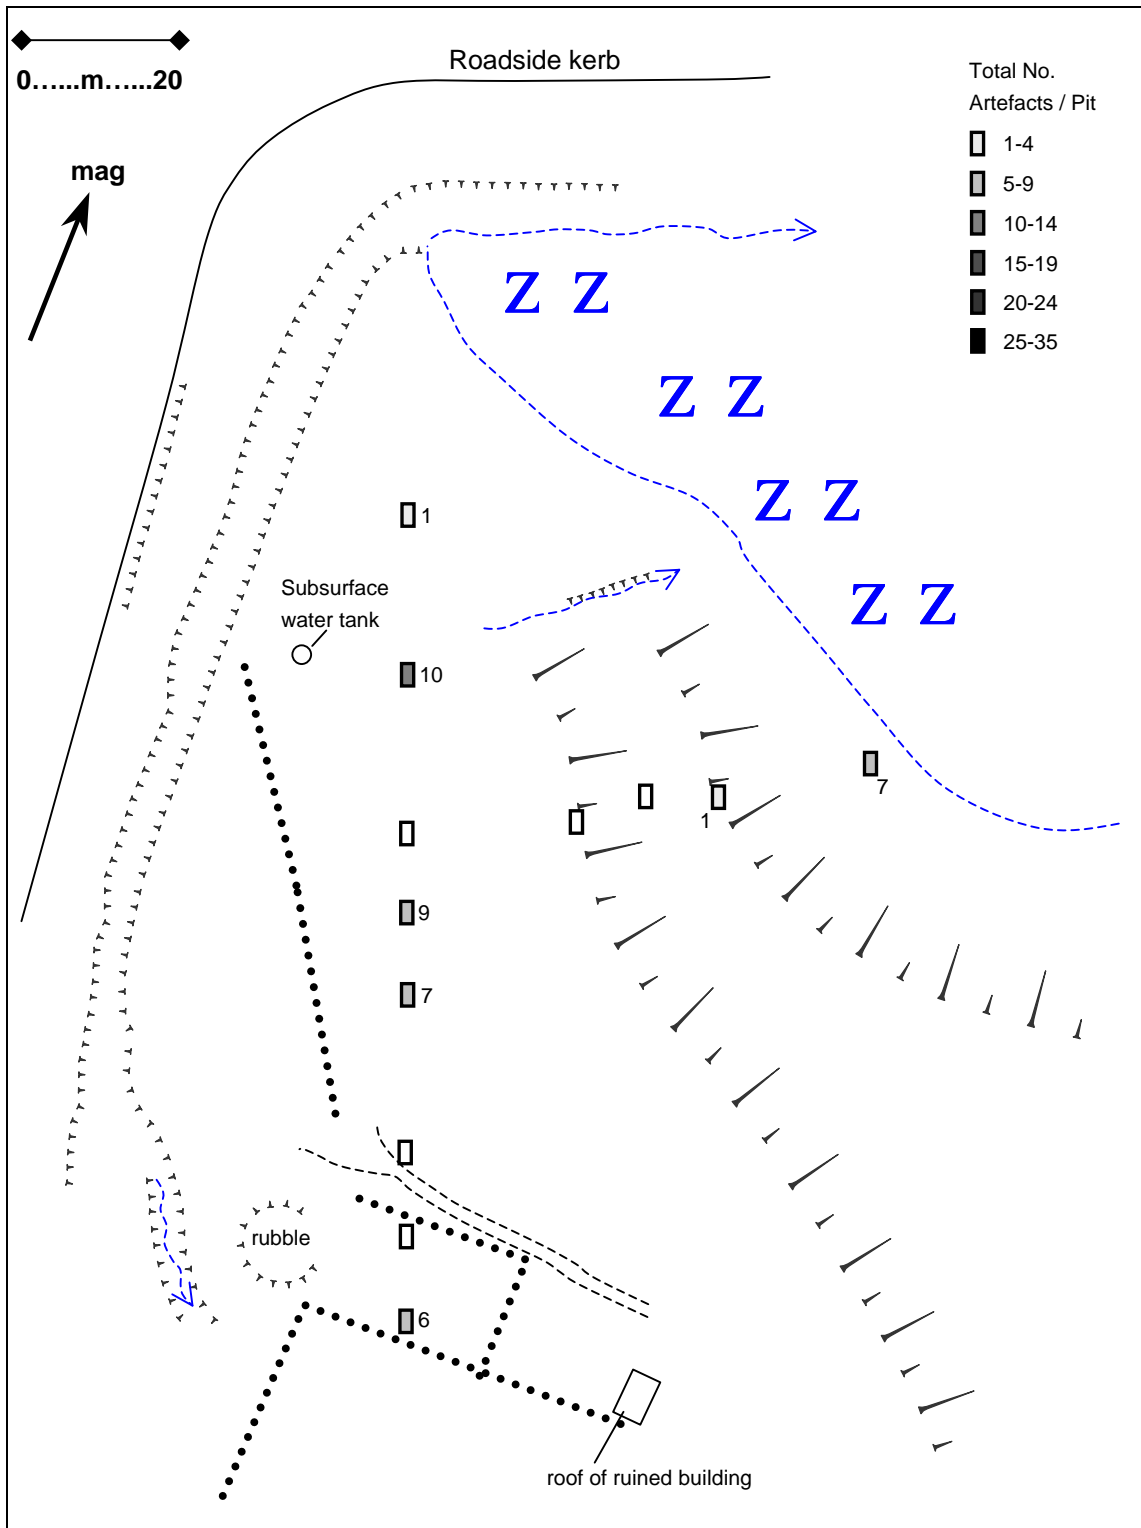 Roadside kerb
0…...m…...20
mag
Total No.
Artefacts / Pit
1-4
5-9
10-14
15-19
20-24
25-35
Z Z
Z Z
Z Z
Z Z
1
Subsurface
water tank
10
7
1
9
7
rubble
6
roof of ruined building